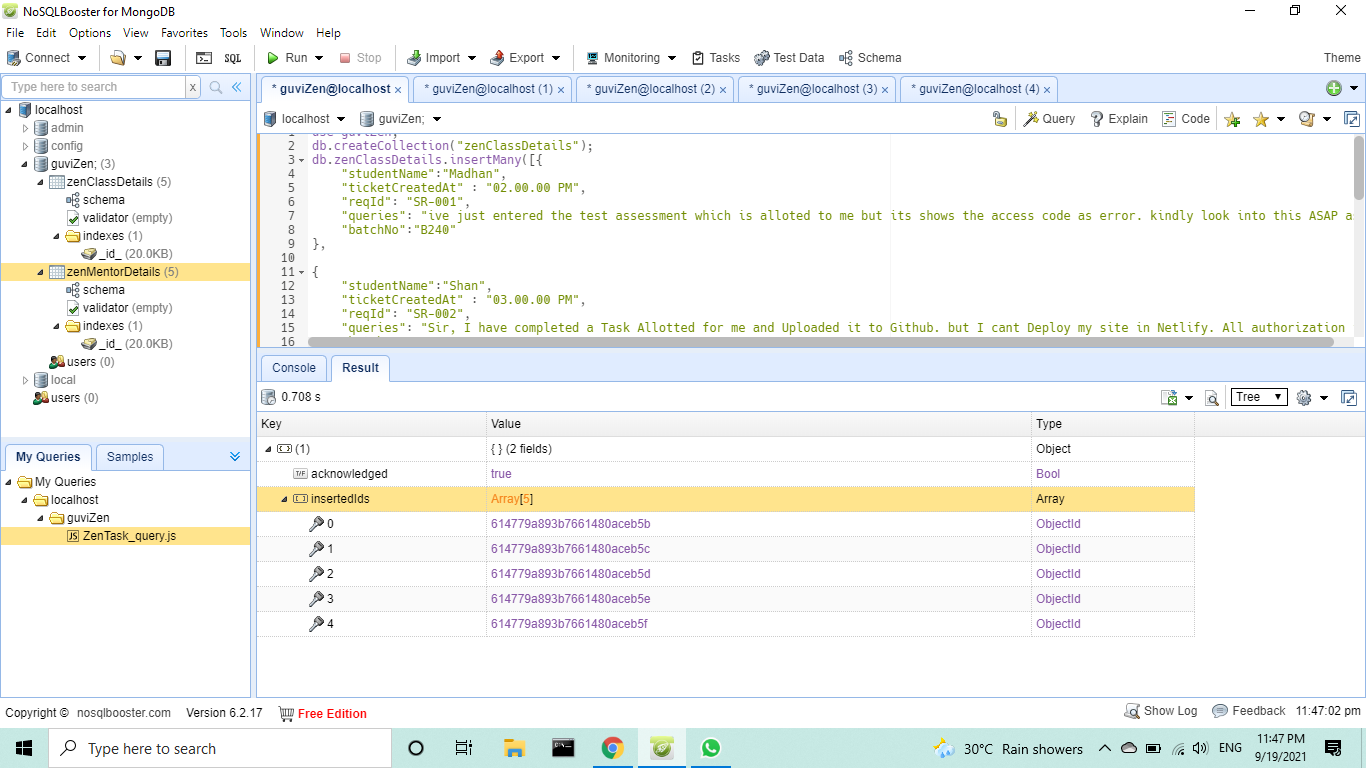 NoSQLBooster for MongoDB
File Edit Options View Favorites Tools Window Help
Connect SQL Run Stop Import Export Monitoring Tasks Test Data Schema Theme
Type here to search x
* guviZen@localhost × * guviZen@localhost (1) × * guviZen@localhost (2) × * guviZen@localhost (3) × * guviZen@localhost (4) ×
localhost guviZen; Query Explain Code
localhost
admin
config
guviZen; (3)
zenClassDetails (5)
schema
validator (empty)
indexes (1)
_id_ (20.0KB)
zenMentorDetails (5)
schema
validator (empty)
indexes (1)
_id_ (20.0KB)
users (0)
local
users (0)
1 use guviZen;
2 db.createCollection("zenClassDetails");
3 db.zenClassDetails.insertMany([{
4 "studentName":"Madhan",
5 "ticketCreatedAt" : "02.00.00 PM",
6 "reqId": "SR-001",
7 "queries": "ive just entered the test assessment which is alloted to me but its shows the access code as error. kindly look into this ASAP as
8 "batchNo":"B240"
9 },
10
11 {
12 "studentName":"Shan",
13 "ticketCreatedAt" : "03.00.00 PM",
14 "reqId": "SR-002",
15 "queries": "Sir, I have completed a Task Allotted for me and Uploaded it to Github. but I cant Deploy my site in Netlify. All authorization
16
Console Result
0.708 s Tree
Key Value Type
(1) { } (2 fields) Object
T/F acknowledged true Bool
insertedIds Array[5] Array
0 614779a893b7661480aceb5b ObjectId
1 614779a893b7661480aceb5c ObjectId
2 614779a893b7661480aceb5d ObjectId
3 614779a893b7661480aceb5e ObjectId
4 614779a893b7661480aceb5f ObjectId
My Queries Samples
My Queries
localhost
guviZen
JS ZenTask_query.js
Copyright © nosqlbooster.com Version 6.2.17 Free Edition Show Log Feedback 11:47:02 pm
Type here to search 30°C Rain showers ENG 11:47 PM
9/19/2021